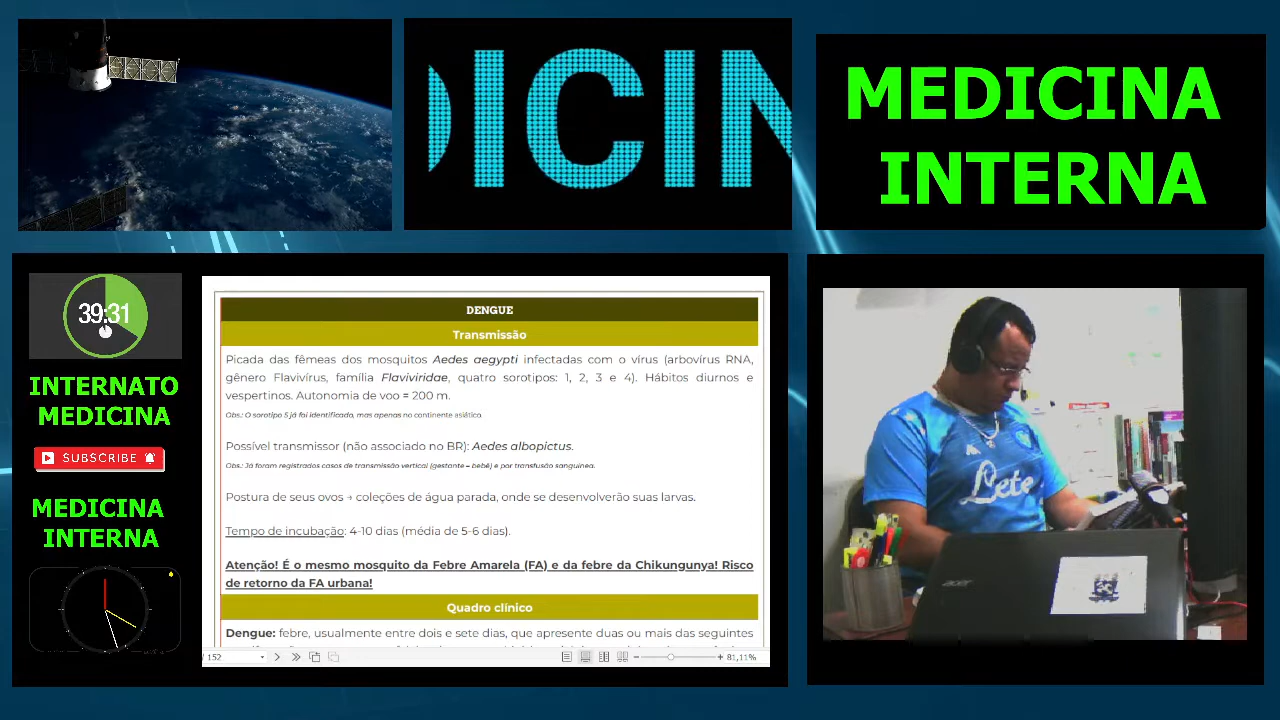 DICIN
MEDICINA
INTERNA
39:31
INTERNATO
MEDICINA
SUBSCRIBE
MEDICINA
INTERNA
DENGUE
Transmissão
Picada das fêmeas dos mosquitos Aedes aegypti infectadas com o vírus (arbovírus RNA,
gênero Flavivírus, família Flaviviridae, quatro sorotipos: 1, 2, 3 e 4). Hábitos diurnos e
vespertinos. Autonomia de voo = 200 m.
Obs.: O sorotipo 5 já foi identificado, mas apenas no continente asiático.
Possível transmissor (não associado no BR): Aedes albopictus.
Obs.: Já foram registrados casos de transmissão vertical (gestante – bebê) e por transfusão sanguínea.
Postura de seus ovos → coleções de água parada, onde se desenvolverão suas larvas.
Tempo de incubação: 4-10 dias (média de 5-6 dias).
Atenção! É o mesmo mosquito da Febre Amarela (FA) e da febre da Chikungunya! Risco
de retorno da FA urbana!
Quadro clínico
Dengue: febre, usualmente entre dois e sete dias, que apresente duas ou mais das seguintes
/ 152
81,11%
Lete
acer